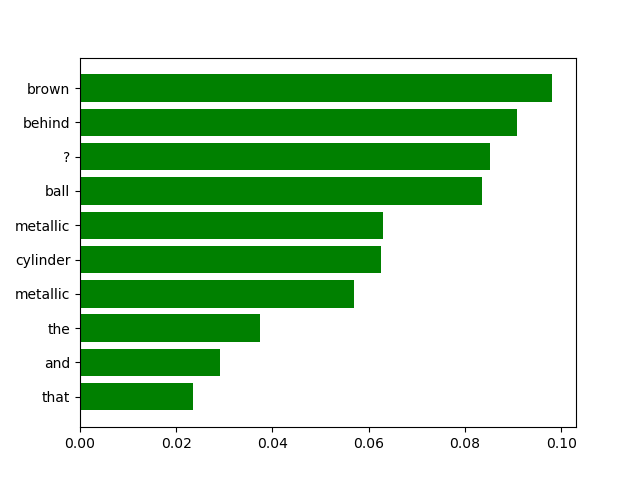 brown
behind
?
ball
metallic
cylinder
metallic
the
and
that
0.00 0.02 0.04 0.06 0.08 0.10